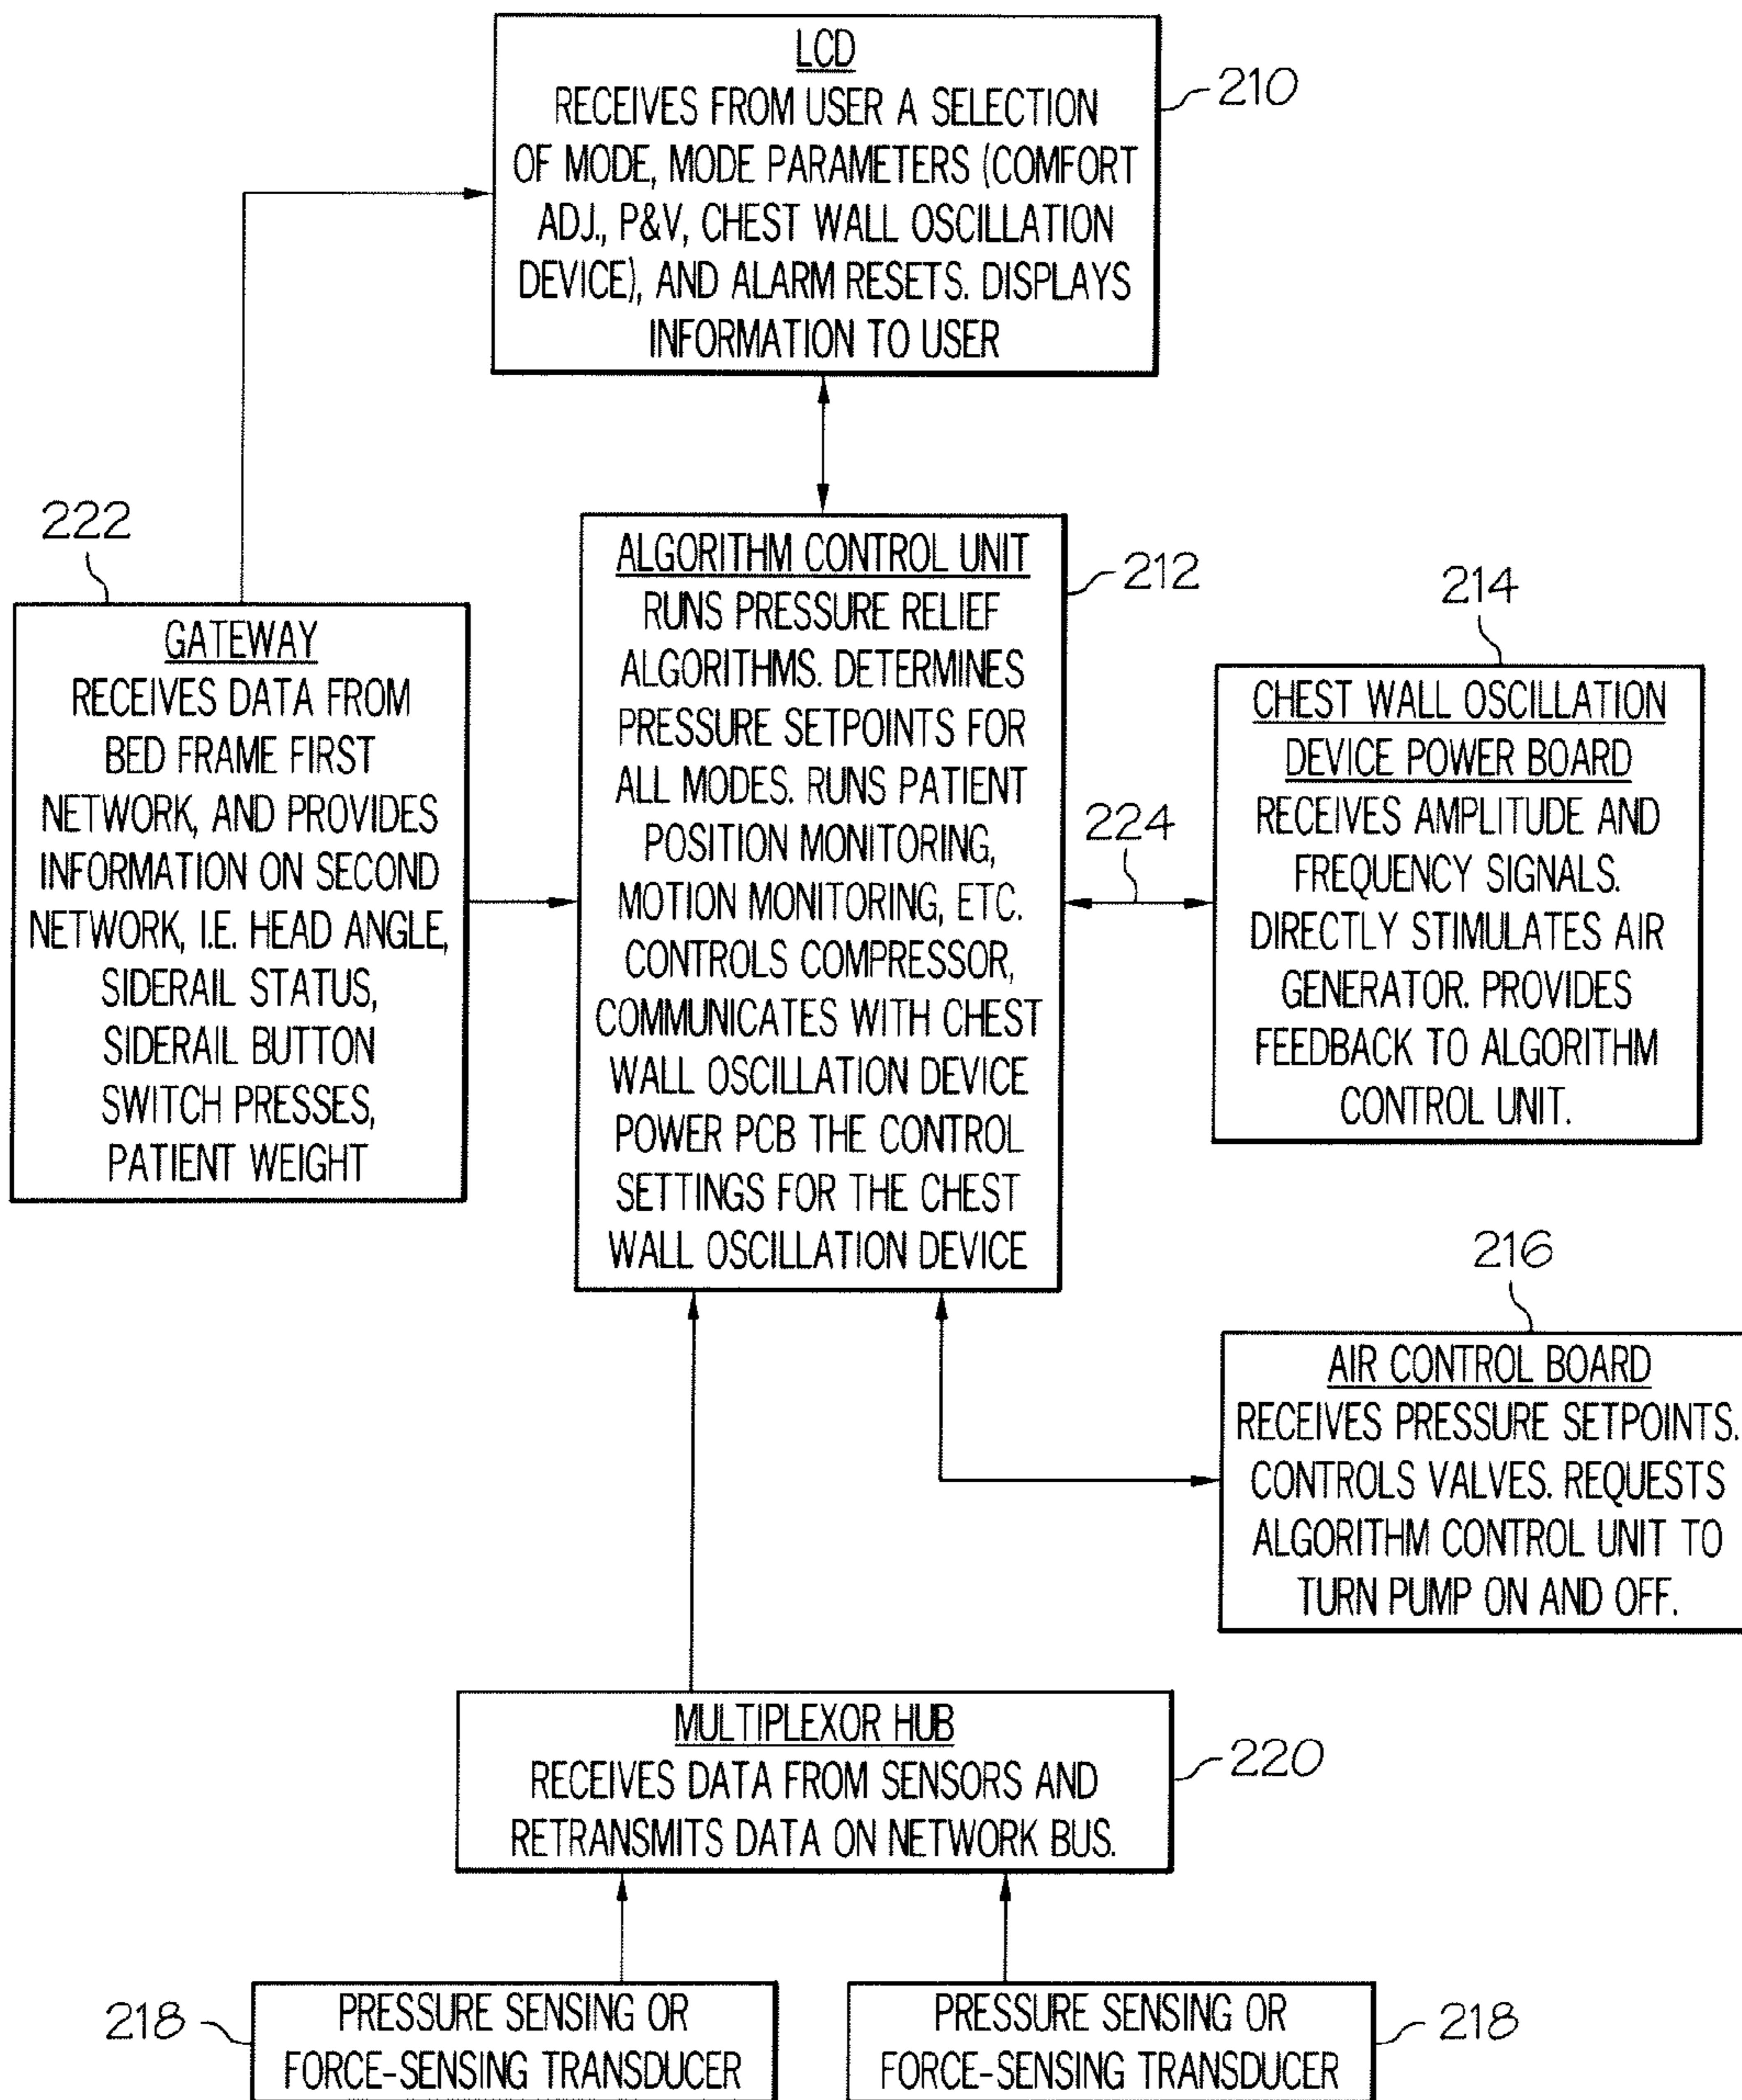 LCD
RECEIVES FROM USER A SELECTION
OF MODE, MODE PARAMETERS (COMFORT
ADJ., P&V, CHEST WALL OSCILLATION
DEVICE), AND ALARM RESETS. DISPLAYS
INFORMATION TO USER
210
222
GATEWAY
RECEIVES DATA FROM
BED FRAME FIRST
NETWORK, AND PROVIDES
INFORMATION ON SECOND
NETWORK, I.E. HEAD ANGLE,
SIDERAIL STATUS,
SIDERAIL BUTTON
SWITCH PRESSES,
PATIENT WEIGHT
ALGORITHM CONTROL UNIT
RUNS PRESSURE RELIEF
ALGORITHMS. DETERMINES
PRESSURE SETPOINTS FOR
ALL MODES. RUNS PATIENT
POSITION MONITORING,
MOTION MONITORING, ETC.
CONTROLS COMPRESSOR,
COMMUNICATES WITH CHEST
WALL OSCILLATION DEVICE
POWER PCB THE CONTROL
SETTINGS FOR THE CHEST
WALL OSCILLATION DEVICE
212
224
214
CHEST WALL OSCILLATION
DEVICE POWER BOARD
RECEIVES AMPLITUDE AND
FREQUENCY SIGNALS.
DIRECTLY STIMULATES AIR
GENERATOR. PROVIDES
FEEDBACK TO ALGORITHM
CONTROL UNIT.
216
AIR CONTROL BOARD
RECEIVES PRESSURE SETPOINTS.
CONTROLS VALVES. REQUESTS
ALGORITHM CONTROL UNIT TO
TURN PUMP ON AND OFF.
MULTIPLEXOR HUB
RECEIVES DATA FROM SENSORS AND
RETRANSMITS DATA ON NETWORK BUS.
220
218
PRESSURE SENSING OR
FORCE-SENSING TRANSDUCER
PRESSURE SENSING OR
FORCE-SENSING TRANSDUCER
218